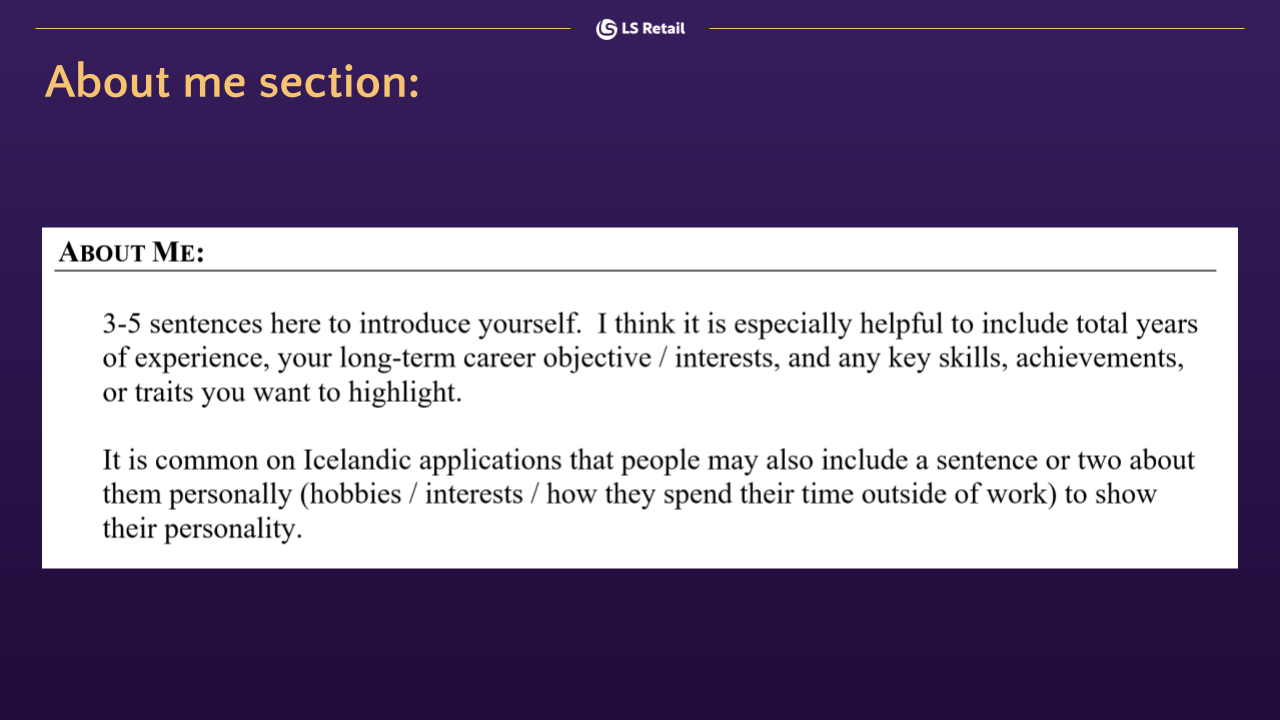 LS Retail
About me section:
ABOUT ME:
3-5 sentences here to introduce yourself.  I think it is especially helpful to include total years
of experience, your long-term career objective / interests, and any key skills, achievements,
or traits you want to highlight.
It is common on Icelandic applications that people may also include a sentence or two about
them personally (hobbies / interests / how they spend their time outside of work) to show
their personality.